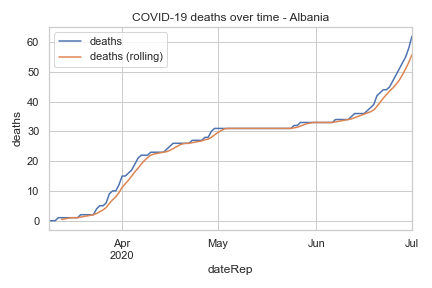 COVID-19 deaths over time - Albania
deaths
deaths (rolling)
60
50
40
30
20
10
0
deaths
Apr
2020
May
Jun
Jul
dateRep